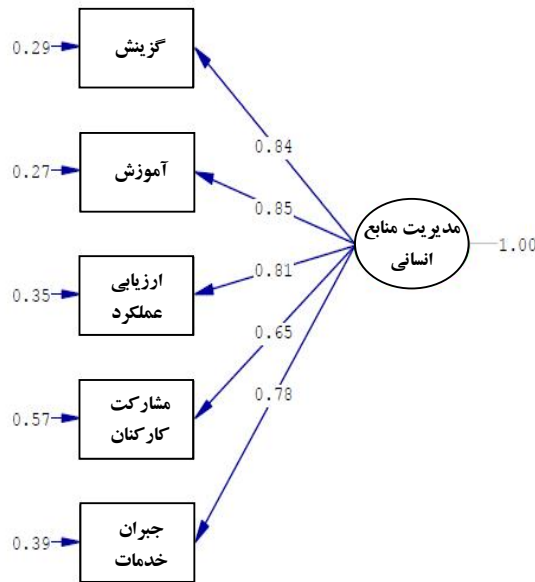 0.29
گزینش
0.84
0.27
آموزش
0.85
مدیریت منابع
انسانی
1.00
0.81
0.35
ارزیابی
عملکرد
0.65
0.57
مشارکت
کارکنان
0.78
0.39
جبران
خدمات